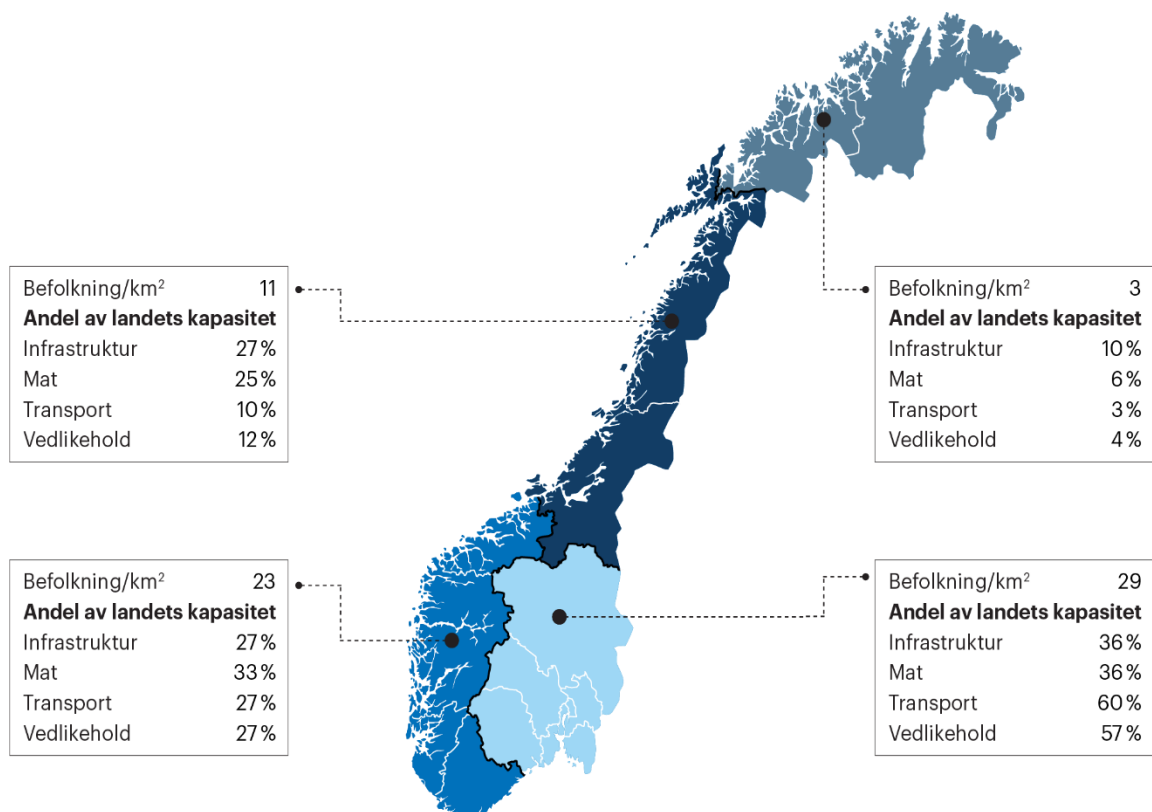 Befolkning/km² 11
Andel av landets kapasitet
Infrastruktur 27 %
Mat 25 %
Transport 10 %
Vedlikehold 12 %
Befolkning/km² 3
Andel av landets kapasitet
Infrastruktur 10 %
Mat 6 %
Transport 3 %
Vedlikehold 4 %
Befolkning/km² 23
Andel av landets kapasitet
Infrastruktur 27 %
Mat 33 %
Transport 27 %
Vedlikehold 27 %
Befolkning/km² 29
Andel av landets kapasitet
Infrastruktur 36 %
Mat 36 %
Transport 60 %
Vedlikehold 57 %